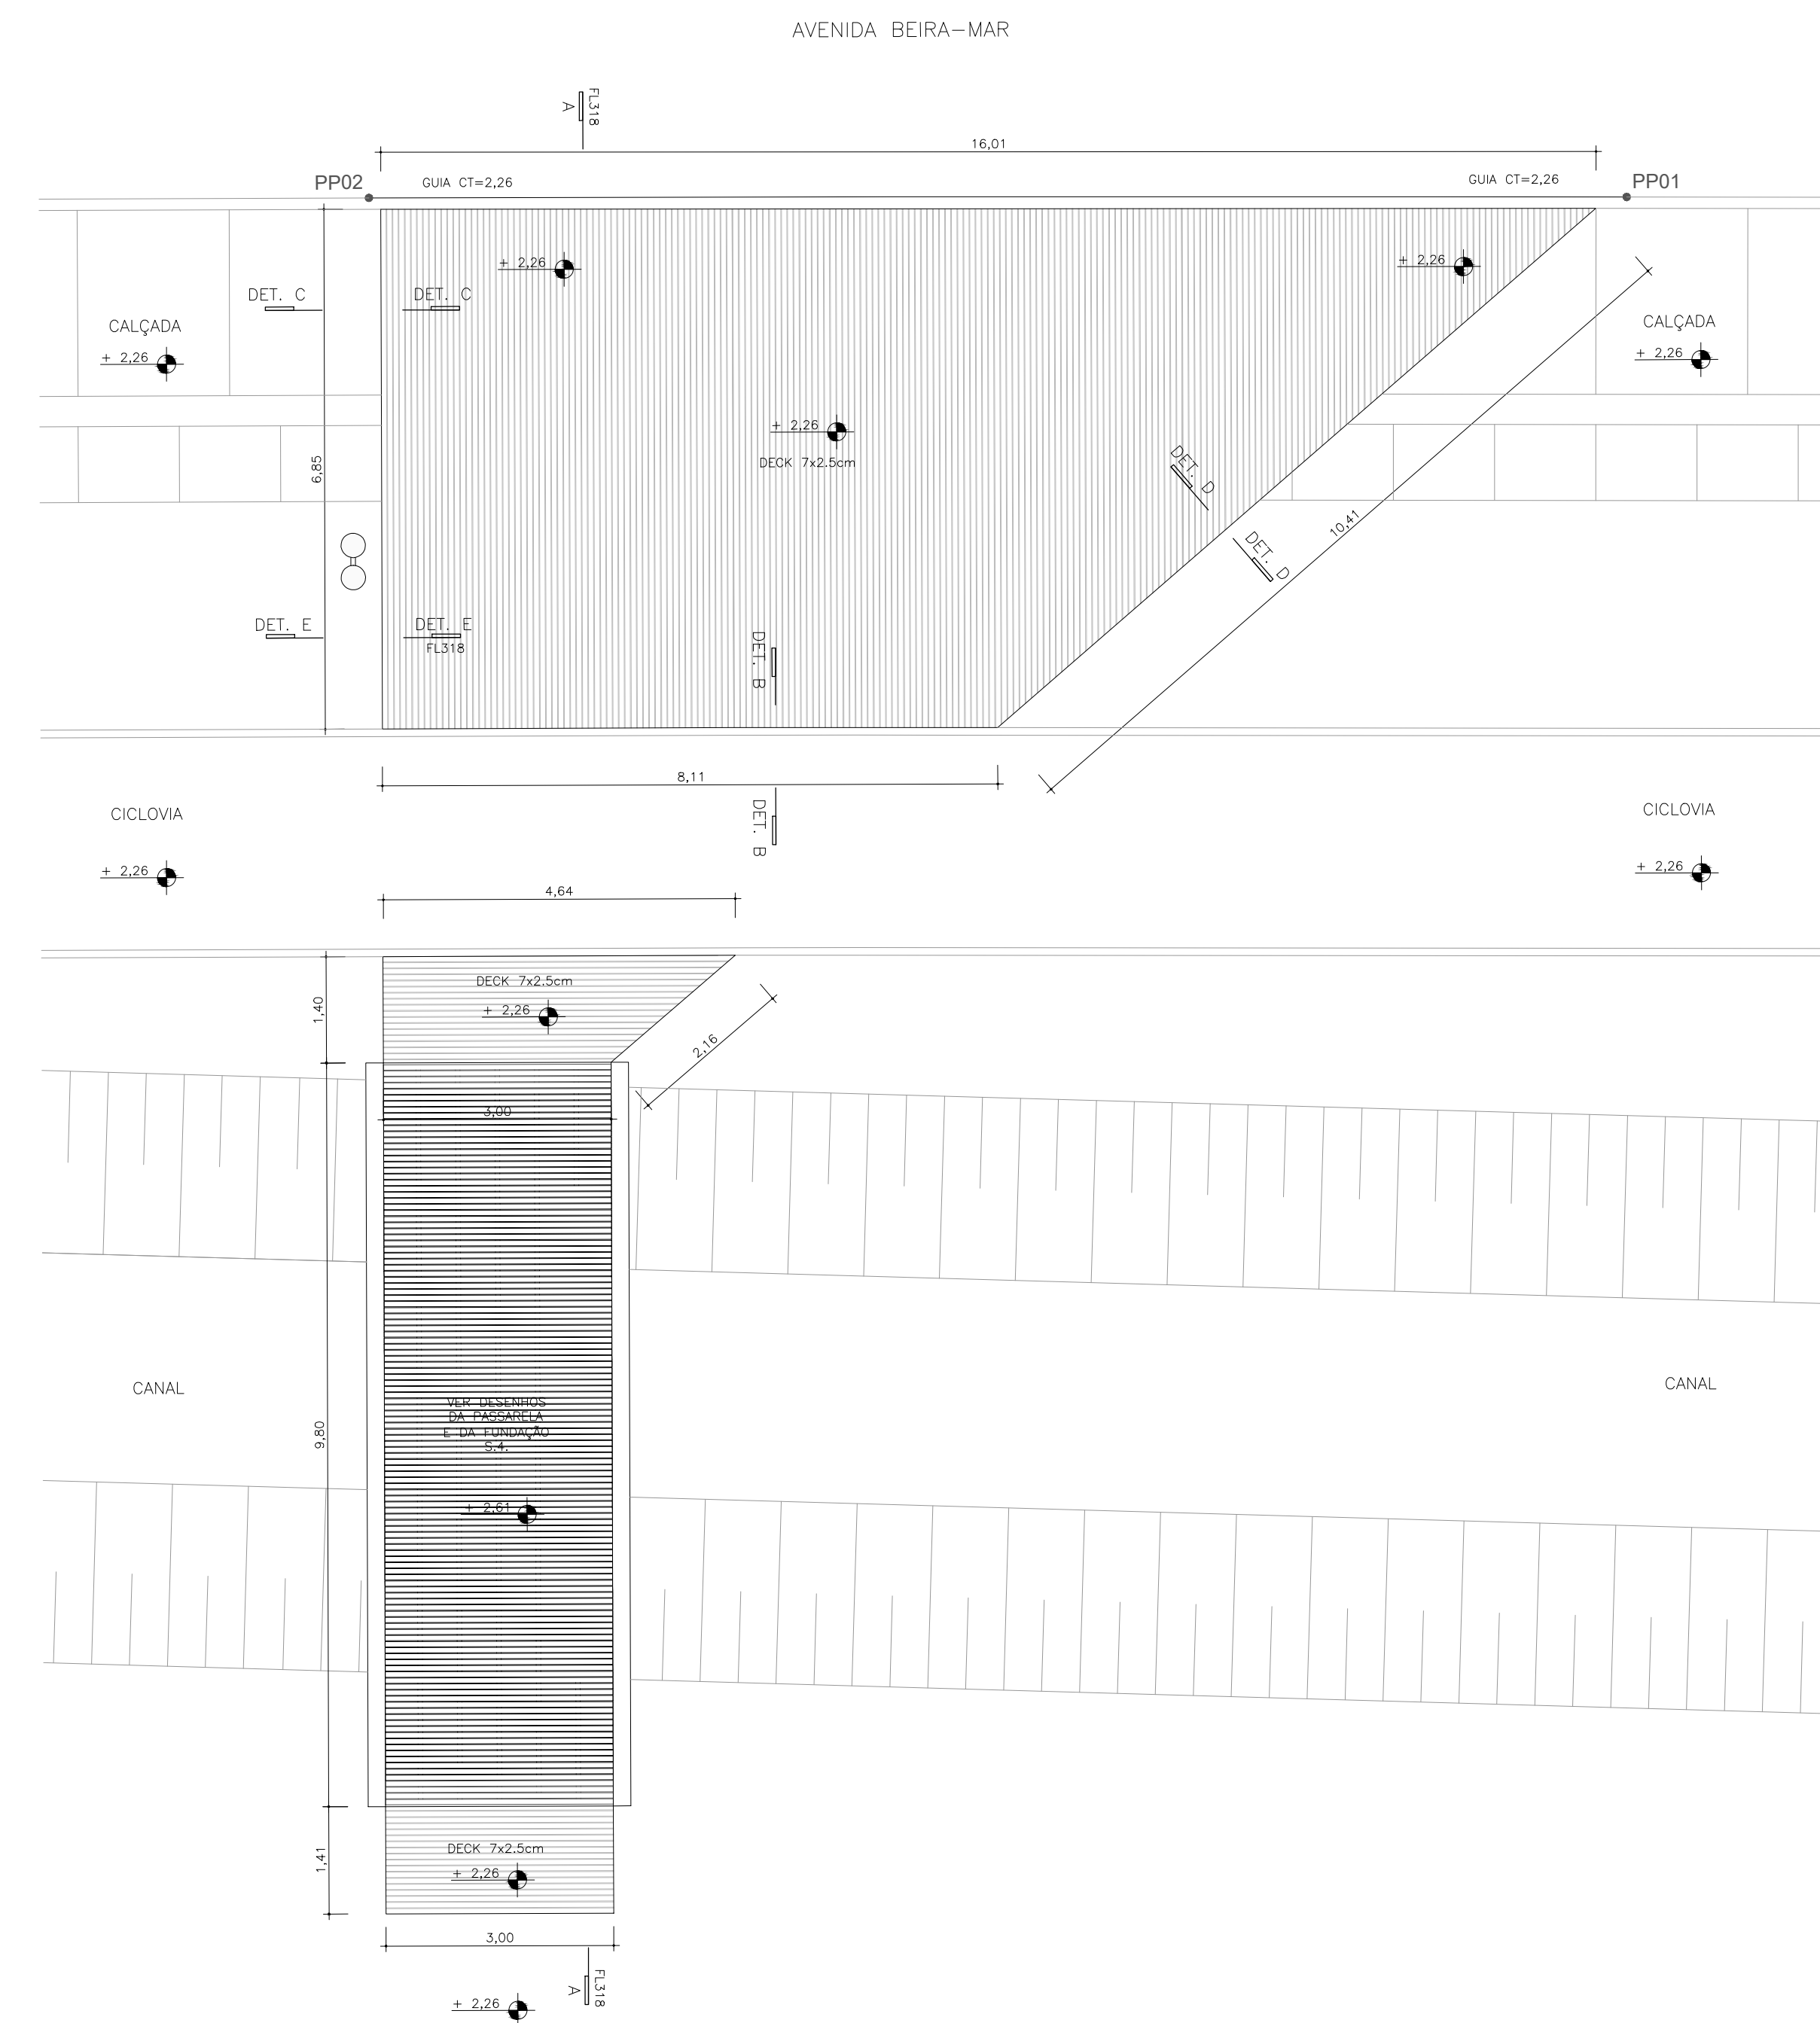 AVENIDA BEIRA-MAR
FL318
A
16,01
PP02
GUIA CT=2,26
GUIA CT=2,26
PP01
+ 2,26
+ 2,26
DET. C
DET. C
CALÇADA
+ 2,26
CALÇADA
+ 2,26
+ 2,26
DECK 7x2.5cm
6,85
DET. D
10,41
DET. D
DET. E
DET. E
FL318
DET. B
8,11
DET. B
CICLOVIA
+ 2,26
CICLOVIA
+ 2,26
4,64
DECK 7x2.5cm
+ 2,26
1,40
2,16
3,00
CANAL
CANAL
VER DESENHOS
DA PASSARELA
E DA FUNDAÇÃO
S.4.
9,80
+ 2,61
DECK 7x2.5cm
+ 2,26
1,41
3,00
FL318
A
+ 2,26